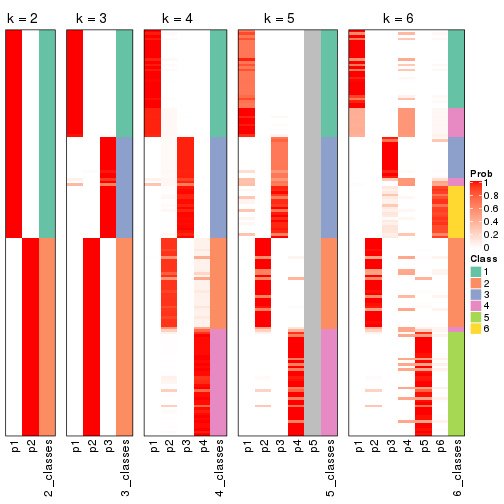 k = 2
k = 3
k = 4
k = 5
k = 6
Prob
1
0.8
0.6
0.4
0.2
0
Class
1
2
3
4
5
6
p1
p2
2_classes
p1
p2
p3
3_classes
p1
p2
p3
p4
4_classes
p1
p2
p3
p4
p5
5_classes
p1
p2
p3
p4
p5
p6
6_classes